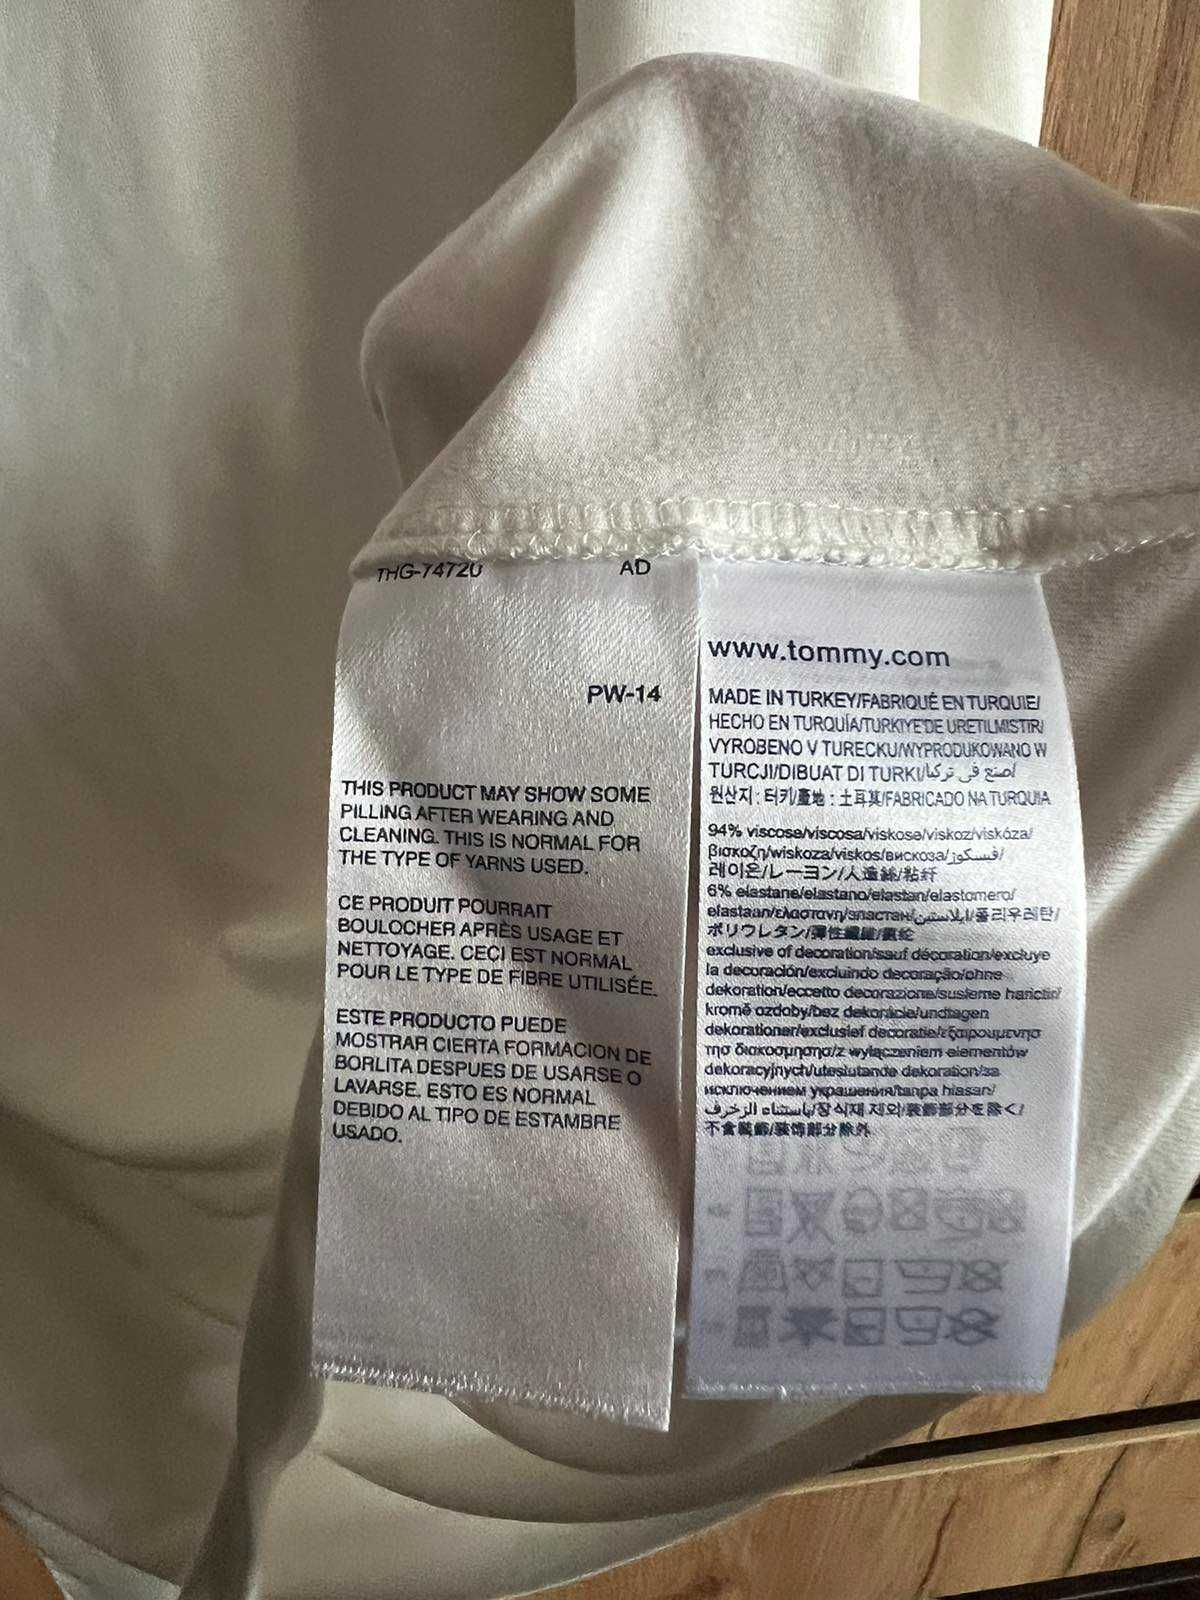 THG-74720 AD
PW-14
THIS PRODUCT MAY SHOW SOME
PILLING AFTER WEARING AND
CLEANING. THIS IS NORMAL FOR
THE TYPE OF YARNS USED.
CE PRODUIT POURRAIT
BOULOCHER APRÈS USAGE ET
NETTOYAGE. CECI EST NORMAL
POUR LE TYPE DE FIBRE UTILISÉE.
ESTE PRODUCTO PUEDE
MOSTRAR CIERTA FORMACION DE
BORLITA DESPUES DE USARSE O
LAVARSE. ESTO ES NORMAL
DEBIDO AL TIPO DE ESTAMBRE
USADO.
www.tommy.com
MADE IN TURKEY/FABRIQUÉ EN TURQUIE/
HECHO EN TURQUÍA/TURKIYE'DE URETILMISTIR/
VYROBENO V TURECKU/WYPRODUKOWANO W
TURCJI/DIBUAT DI TURKI/صنع في تركيا/
원산지 : 터키/產地 : 土耳其/FABRICADO NA TURQUIA
94% viscose/viscosa/viskose/viskoz/viskóza/
βισκοζη/wiskoza/viskos/вискоза/فيسكوز/
레이온/レーヨン/人造絲/粘纤
6% elastane/elastano/elastan/elastomero/
elastaan/ελαστανη/эластан/ايلاستين/폴리우레탄/
ポリウレタン/彈性纖維/氨纶
exclusive of decoration/sauf décoration/excluye
la decoración/excluindo decoração/ohne
dekoration/eccetto decorazione/susleme harictir/
kromě ozdoby/bez dekorácie/undtagen
dekorationer/exclusief decoratie/εξαιρουμενησ
τησ διακοσμησησ/z wyłączeniem elementów
dekoracyjnych/uteslutande dekoration/за
исключением украшения/tanpa hiasan/
باستثناء الزخرف/장식재 제외/装飾部分を除く/
不含裝飾/装饰部分除外